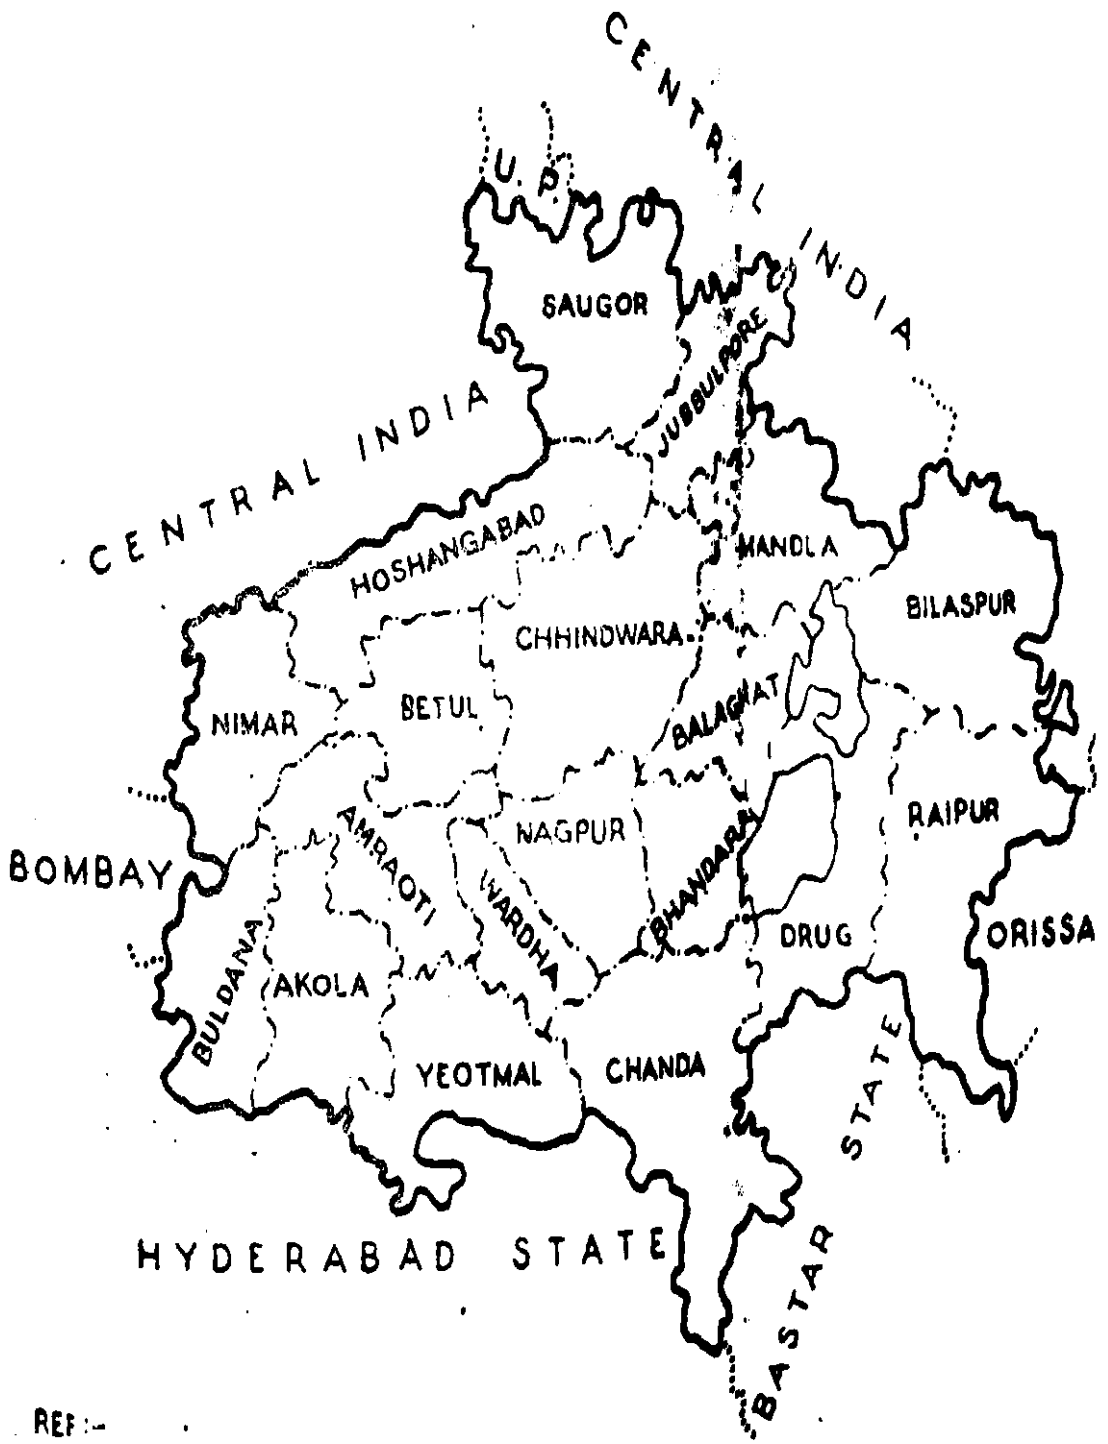 CENTRAL INDIA
U. P.
SAUGOR
JUBBULPORE
CENTRAL INDIA
HOSHANGABAD
MANDLA
BILASPUR
CHHINDWARA
NIMAR
BETUL
BALAGHAT
AMRAOTI
NAGPUR
RAIPUR
BOMBAY
WARDHA
BHANDARA
DRUG
ORISSA
BULDANA
AKOLA
YEOTMAL
CHANDA
HYDERABAD STATE
BASTAR STATE
REF :-